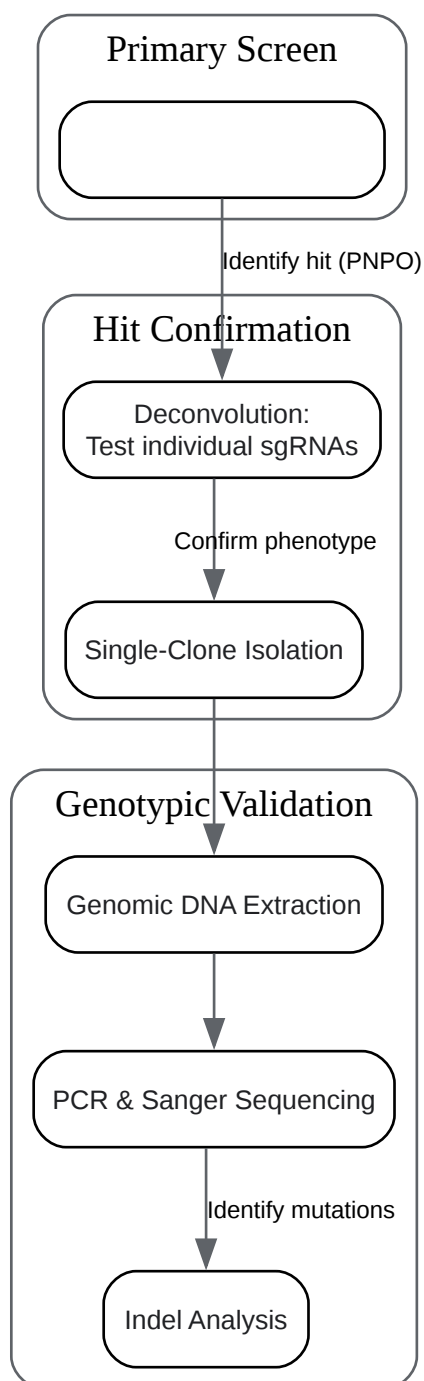 Primary Screen
Identify hit (PNPO)
Hit Confirmation
Deconvolution:
Test individual sgRNAs
Confirm phenotype
Single-Clone Isolation
Genotypic Validation
Genomic DNA Extraction
PCR & Sanger Sequencing
Identify mutations
Indel Analysis